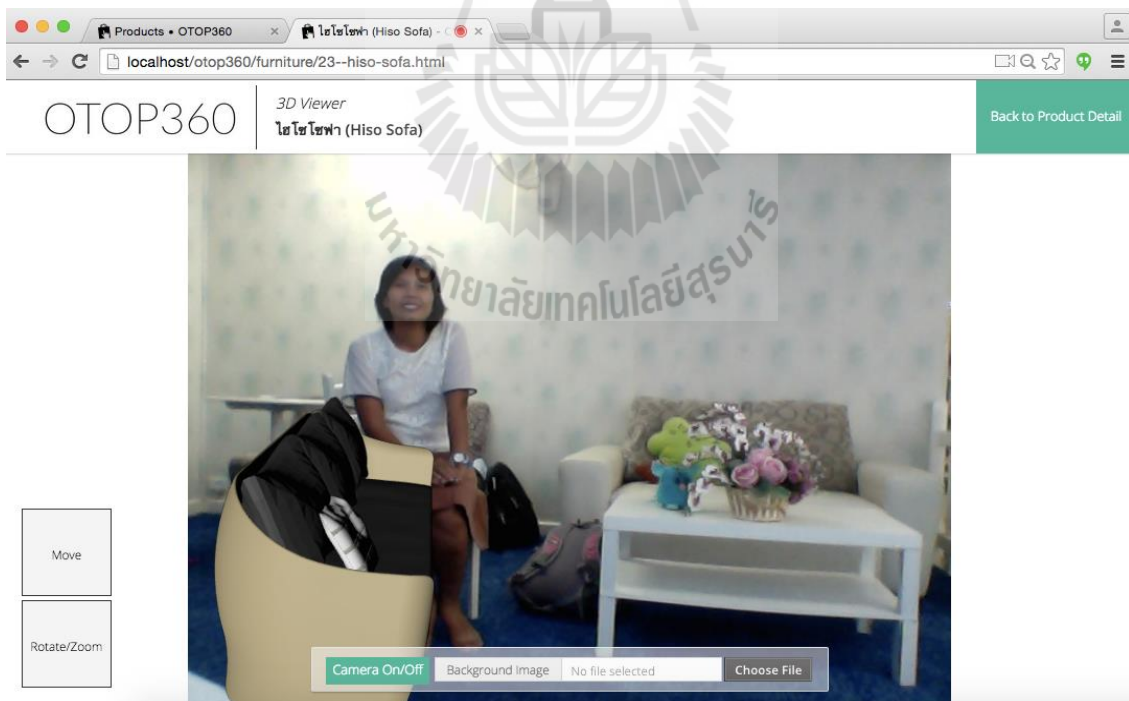 Products • OTOP360
ไฮโซโซฟา (Hiso Sofa) - C
localhost/otop360/furniture/23--hiso-sofa.html
OTOP360
3D Viewer
ไฮโซโซฟา (Hiso Sofa)
Back to Product Detail
มหาวิทยาลัยเทคโนโลยีสุรนารี
Move
Rotate/Zoom
Camera On/Off
Background Image
No file selected
Choose File